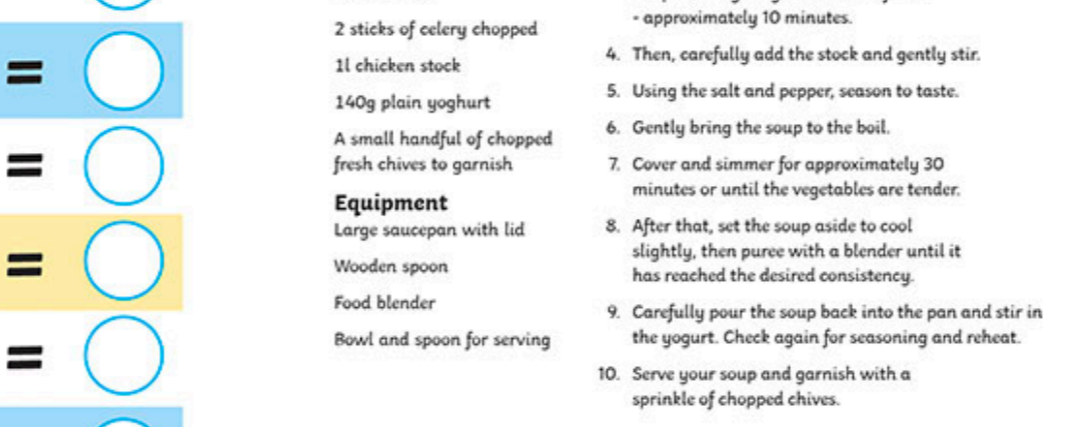 =
=
=
=
2 sticks of celery chopped
1l chicken stock
140g plain yoghurt
A small handful of chopped
fresh chives to garnish
Equipment
Large saucepan with lid
Wooden spoon
Food blender
Bowl and spoon for serving
- approximately 10 minutes.
4. Then, carefully add the stock and gently stir.
5. Using the salt and pepper, season to taste.
6. Gently bring the soup to the boil.
7. Cover and simmer for approximately 30
minutes or until the vegetables are tender.
8. After that, set the soup aside to cool
slightly, then puree with a blender until it
has reached the desired consistency.
9. Carefully pour the soup back into the pan and stir in
the yogurt. Check again for seasoning and reheat.
10. Serve your soup and garnish with a
sprinkle of chopped chives.